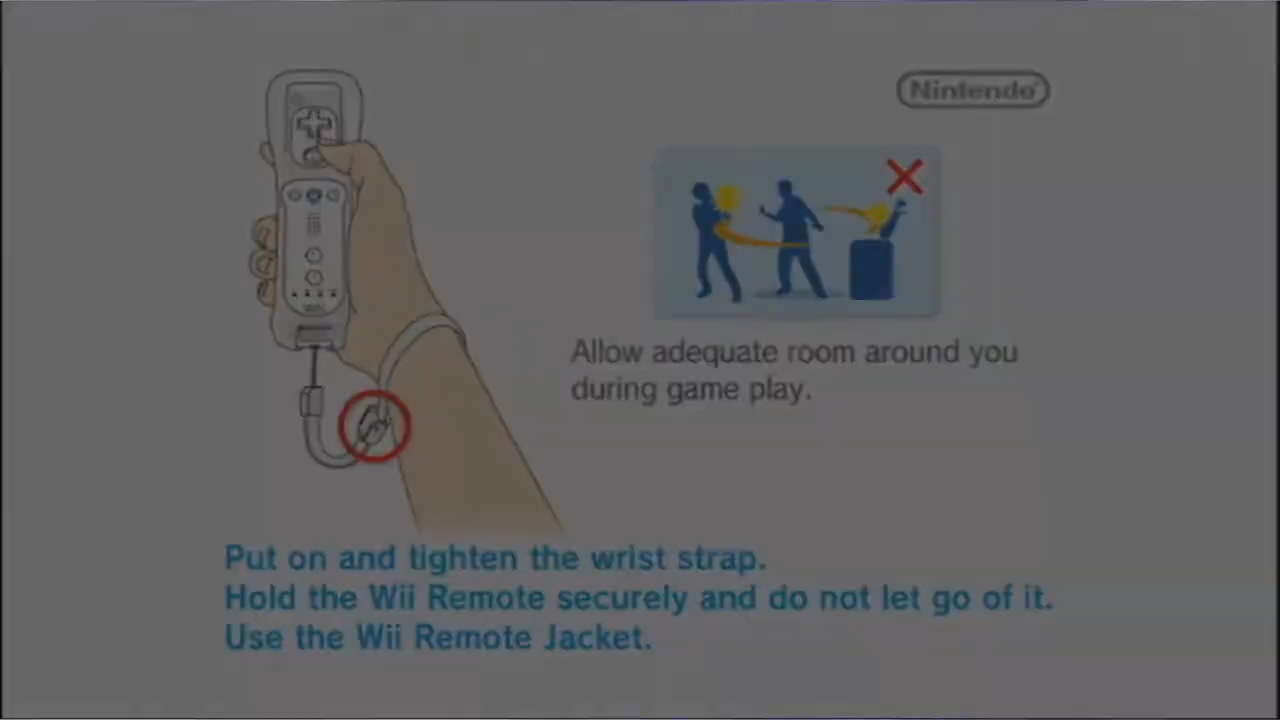 Nintendo
Allow adequate room around you
during game play.
Put on and tighten the wrist strap.
Hold the Wii Remote securely and do not let go of it.
Use the Wii Remote Jacket.